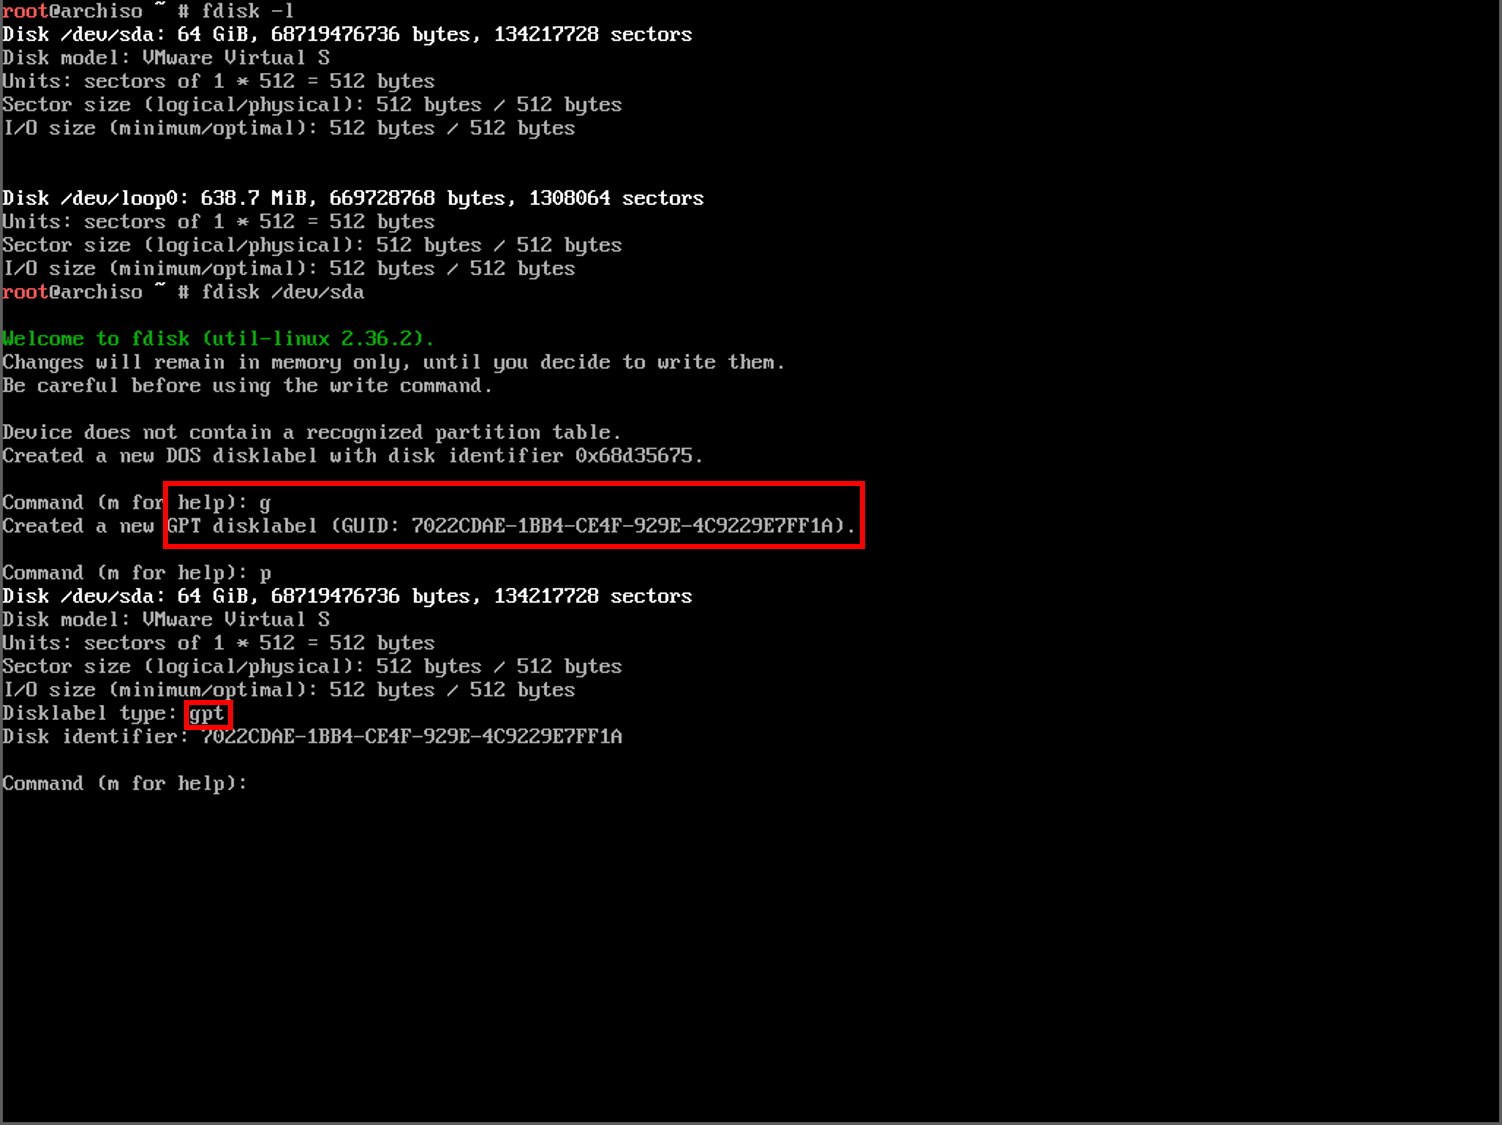 root@archiso ~ # fdisk -l
Disk /dev/sda: 64 GiB, 68719476736 bytes, 134217728 sectors
Disk model: VMware Virtual S
Units: sectors of 1 * 512 = 512 bytes
Sector size (logical/physical): 512 bytes / 512 bytes
I/O size (minimum/optimal): 512 bytes / 512 bytes
Disk /dev/loop0: 638.7 MiB, 669728768 bytes, 1308064 sectors
Units: sectors of 1 * 512 = 512 bytes
Sector size (logical/physical): 512 bytes / 512 bytes
I/O size (minimum/optimal): 512 bytes / 512 bytes
root@archiso ~ # fdisk /dev/sda
Welcome to fdisk (util-linux 2.36.2).
Changes will remain in memory only, until you decide to write them.
Be careful before using the write command.
Device does not contain a recognized partition table.
Created a new DOS disklabel with disk identifier 0x68d35675.
Command (m for help): g
Created a new GPT disklabel (GUID: 7022CDAE-1BB4-CE4F-929E-4C9229E7FF1A).
Command (m for help): p
Disk /dev/sda: 64 GiB, 68719476736 bytes, 134217728 sectors
Disk model: VMware Virtual S
Units: sectors of 1 * 512 = 512 bytes
Sector size (logical/physical): 512 bytes / 512 bytes
I/O size (minimum/optimal): 512 bytes / 512 bytes
Disklabel type: gpt
Disk identifier: 7022CDAE-1BB4-CE4F-929E-4C9229E7FF1A
Command (m for help):